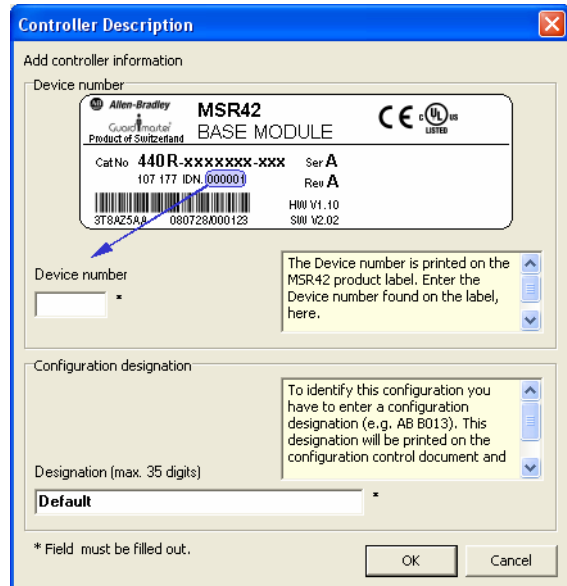 Controller Description
Add controller information
Device number
Allen-Bradley
MSR42
Guardmaster
Product of Switzerland
BASE MODULE
CE c UL us
LISTED
Cat No 440R-xxxxxxx-xxx Ser A
107 177 IDN. 000001 Rev A
HW V1.10
3T8AZ5AA 080728/000123 SW V2.02
Device number
*
The Device number is printed on the
MSR42 product label. Enter the
Device number found on the label,
here.
Configuration designation
To identify this configuration you
have to enter a configuration
designation (e.g. AB B013). This
designation will be printed on the
configuration control document and
Designation (max. 35 digits)
Default *
* Field must be filled out.
OK Cancel